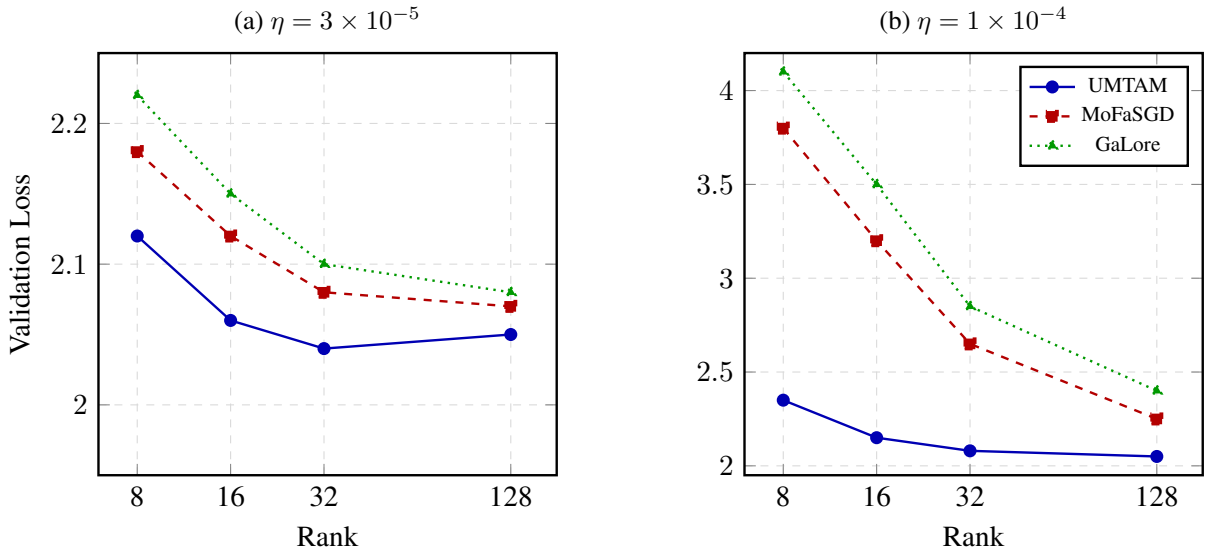 (a) η = 3 × 10⁻⁵
2.2
2.1
2
Validation Loss
8 16 32 128
Rank
(b) η = 1 × 10⁻⁴
4
3.5
3
2.5
2
UMTAM
MoFaSGD
GaLore
8 16 32 128
Rank